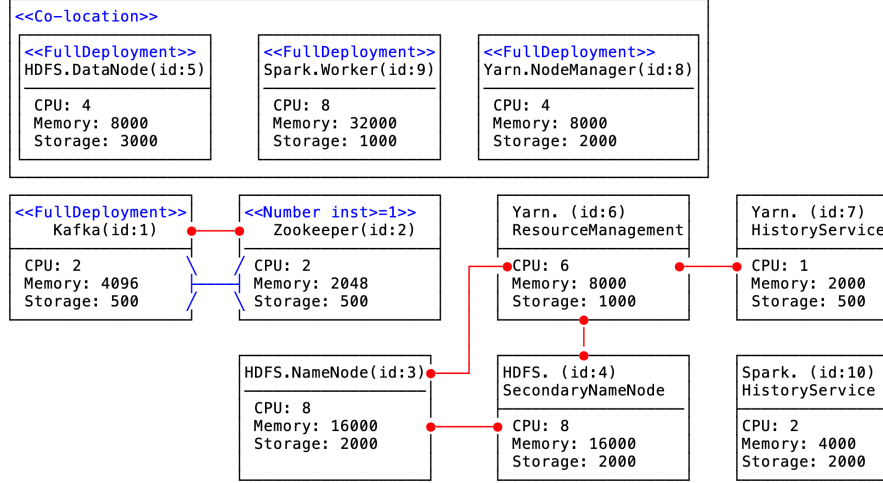 <<Co-location>>
<<FullDeployment>>
HDFS.DataNode(id:5)
CPU: 4
Memory: 8000
Storage: 3000
<<FullDeployment>>
Spark.Worker(id:9)
CPU: 8
Memory: 32000
Storage: 1000
<<FullDeployment>>
Yarn.NodeManager(id:8)
CPU: 4
Memory: 8000
Storage: 2000
<<FullDeployment>>
Kafka(id:1)
CPU: 2
Memory: 4096
Storage: 500
<<Number inst>=1>>
Zookeeper(id:2)
CPU: 2
Memory: 2048
Storage: 500
Yarn. (id:6)
ResourceManagement
CPU: 6
Memory: 8000
Storage: 1000
Yarn. (id:7)
HistoryService
CPU: 1
Memory: 2000
Storage: 500
HDFS.NameNode(id:3)
CPU: 8
Memory: 16000
Storage: 2000
HDFS. (id:4)
SecondaryNameNode
CPU: 8
Memory: 16000
Storage: 2000
Spark. (id:10)
HistoryService
CPU: 2
Memory: 4000
Storage: 2000